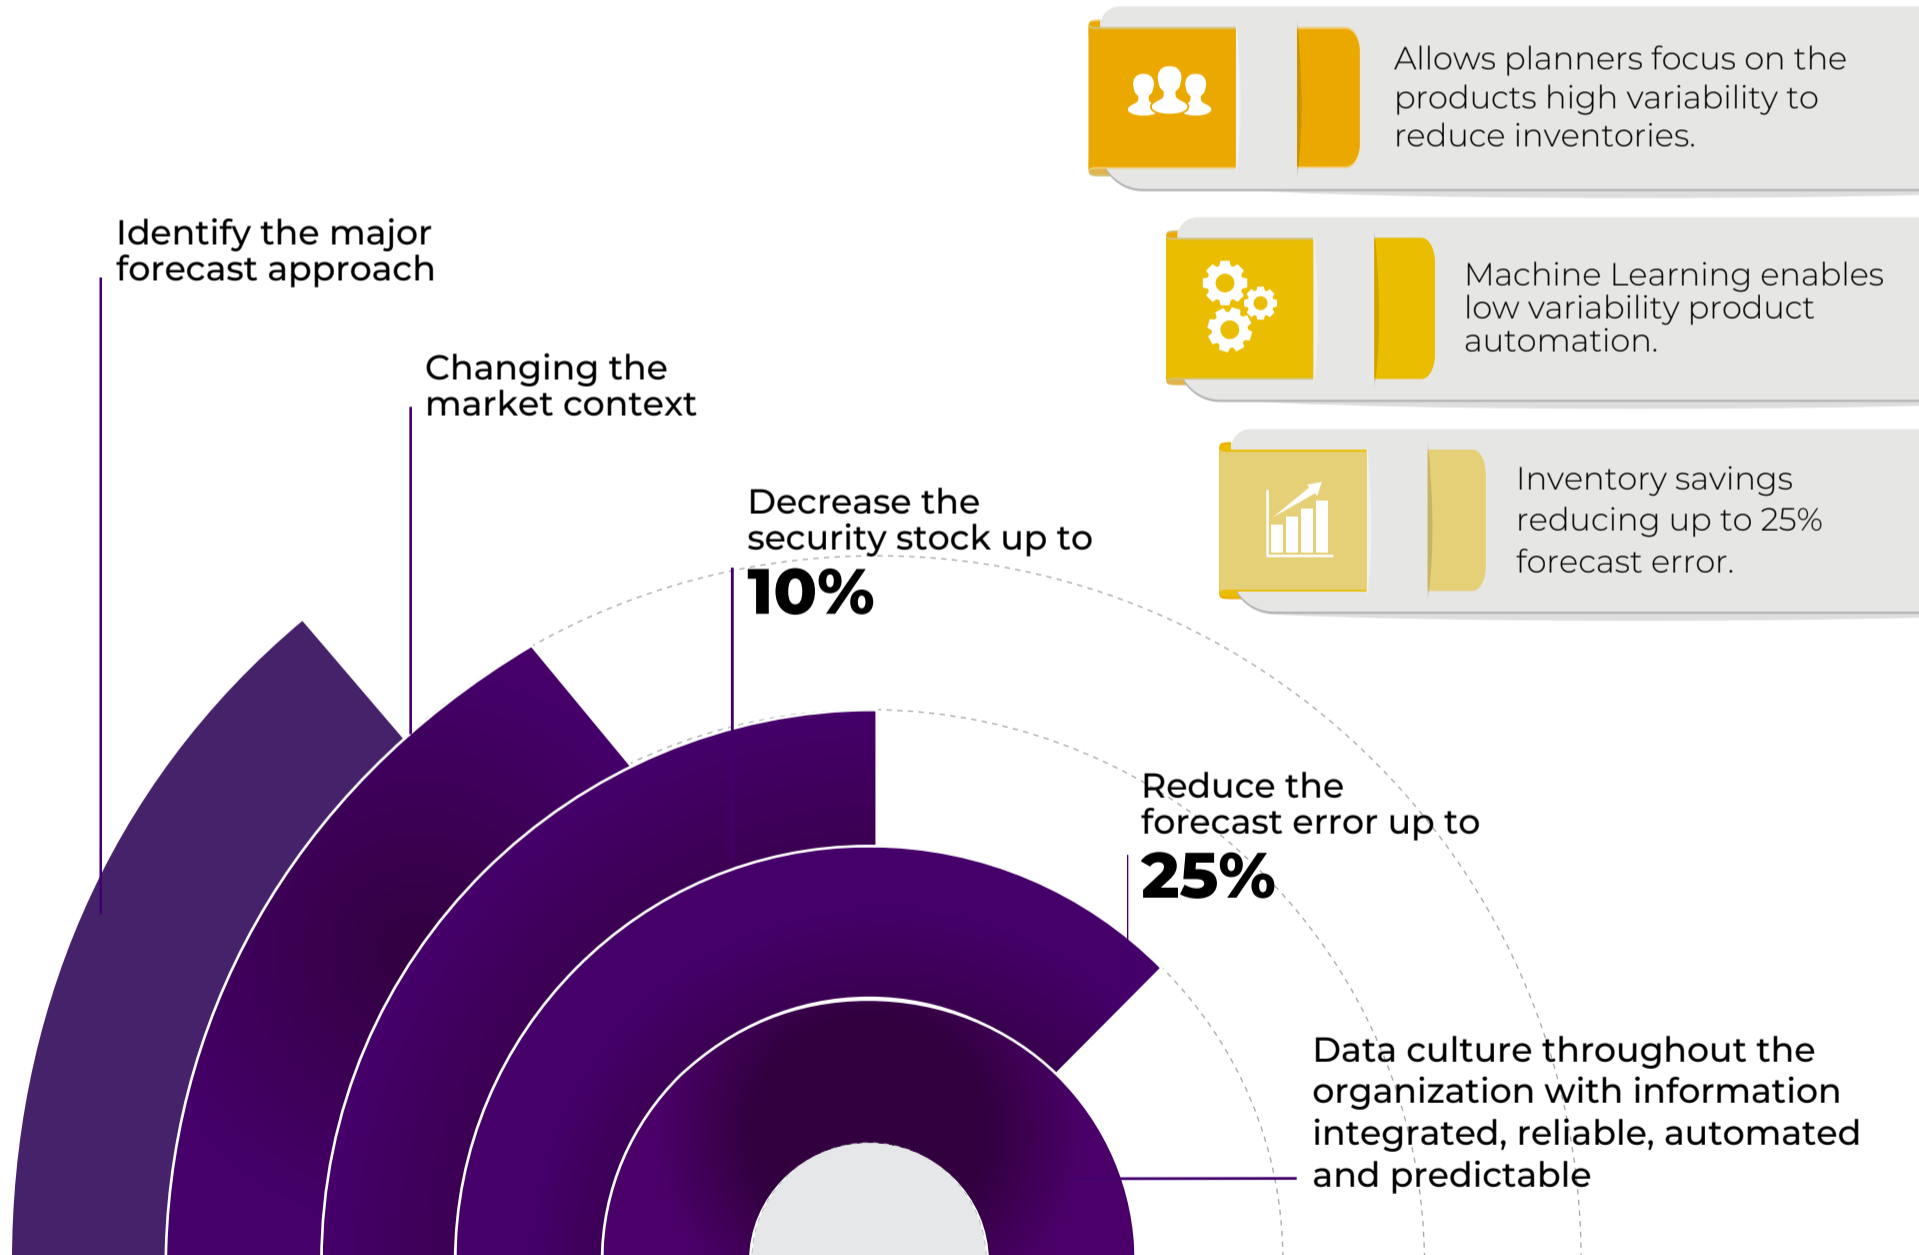 Allows planners focus on the
products high variability to
reduce inventories.
Identify the major
forecast approach
Machine Learning enables
low variability product
automation.
Changing the
market context
Inventory savings
reducing up to 25%
forecast error.
Decrease the
security stock up to
10%
Reduce the
forecast error up to
25%
Data culture throughout the
organization with information
integrated, reliable, automated
and predictable